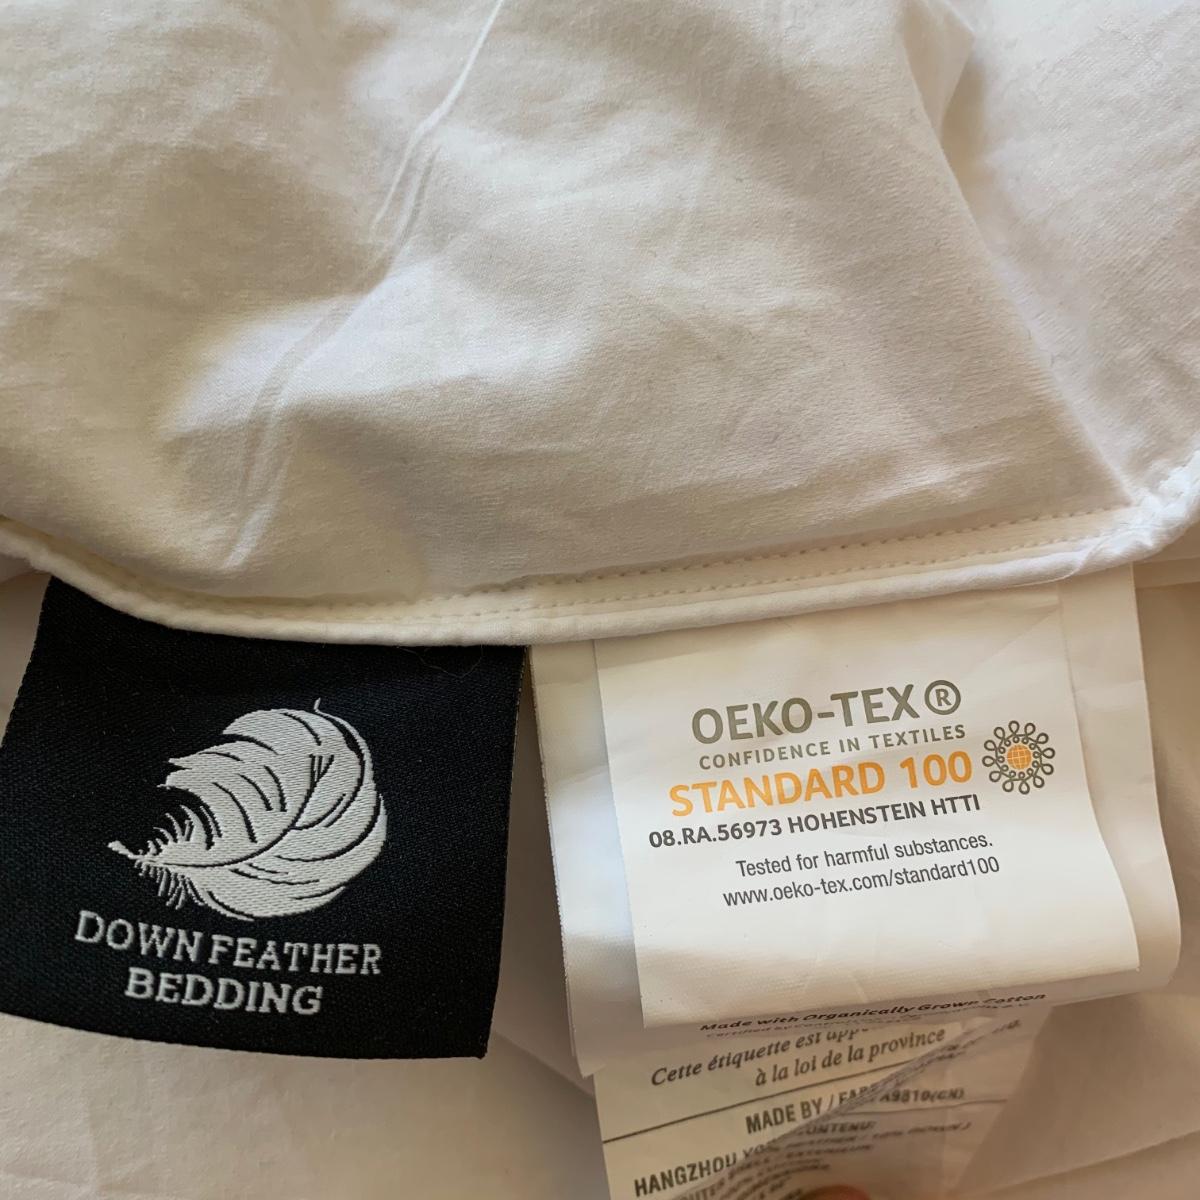 DOWN FEATHER
BEDDING
OEKO-TEX®
CONFIDENCE IN TEXTILES
STANDARD 100
08.RA.56973 HOHENSTEIN HTTI
Tested for harmful substances.
www.oeko-tex.com/standard100
Made with Organically Grown Cotton
Cette étiquette est
à la loi de la province
MADE BY /
HANGZHOU